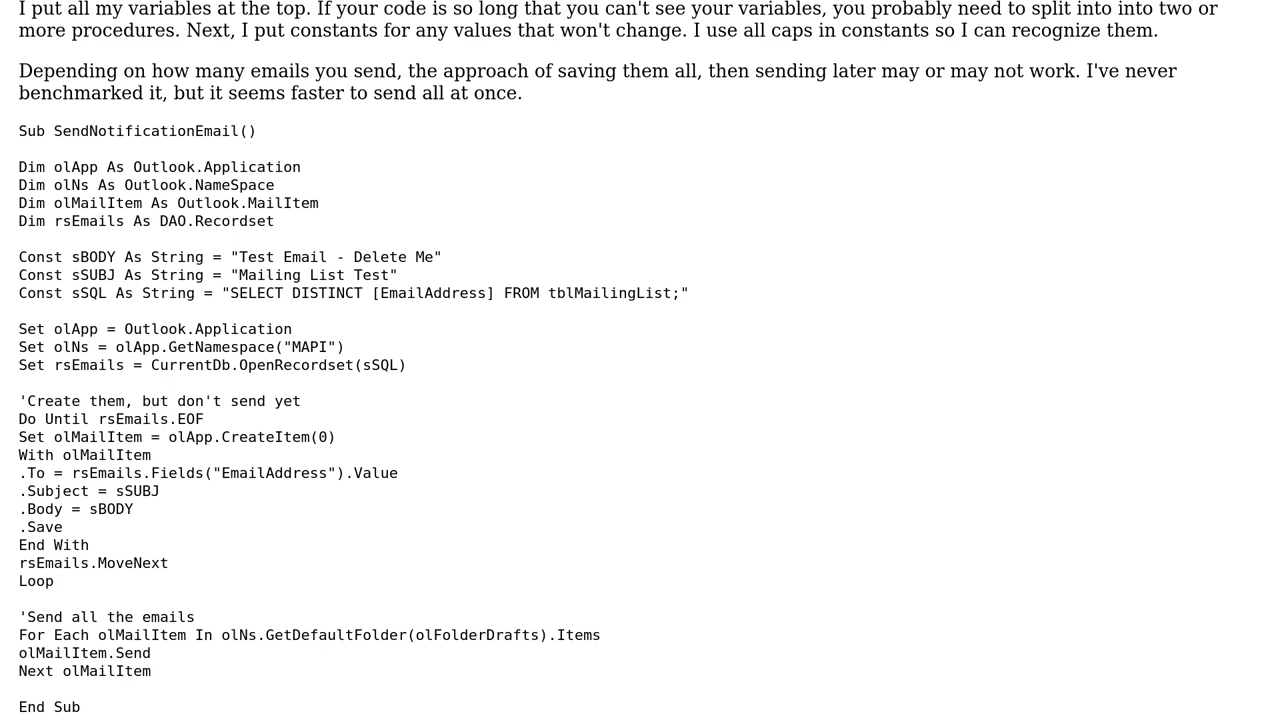 I put all my variables at the top. If your code is so long that you can't see your variables, you probably need to split into into two or
more procedures. Next, I put constants for any values that won't change. I use all caps in constants so I can recognize them.
Depending on how many emails you send, the approach of saving them all, then sending later may or may not work. I've never
benchmarked it, but it seems faster to send all at once.
Sub SendNotificationEmail()
Dim olApp As Outlook.Application
Dim olNs As Outlook.NameSpace
Dim olMailItem As Outlook.MailItem
Dim rsEmails As DAO.Recordset
Const sBODY As String = "Test Email - Delete Me"
Const sSUBJ As String = "Mailing List Test"
Const sSQL As String = "SELECT DISTINCT [EmailAddress] FROM tblMailingList;"
Set olApp = Outlook.Application
Set olNs = olApp.GetNamespace("MAPI")
Set rsEmails = CurrentDb.OpenRecordset(sSQL)
'Create them, but don't send yet
Do Until rsEmails.EOF
Set olMailItem = olApp.CreateItem(0)
With olMailItem
.To = rsEmails.Fields("EmailAddress").Value
.Subject = sSUBJ
.Body = sBODY
.Save
End With
rsEmails.MoveNext
Loop
'Send all the emails
For Each olMailItem In olNs.GetDefaultFolder(olFolderDrafts).Items
olMailItem.Send
Next olMailItem
End Sub